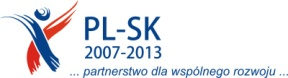 PL-SK
2007-2013
... partnerstwo dla wspólnego rozwoju ...